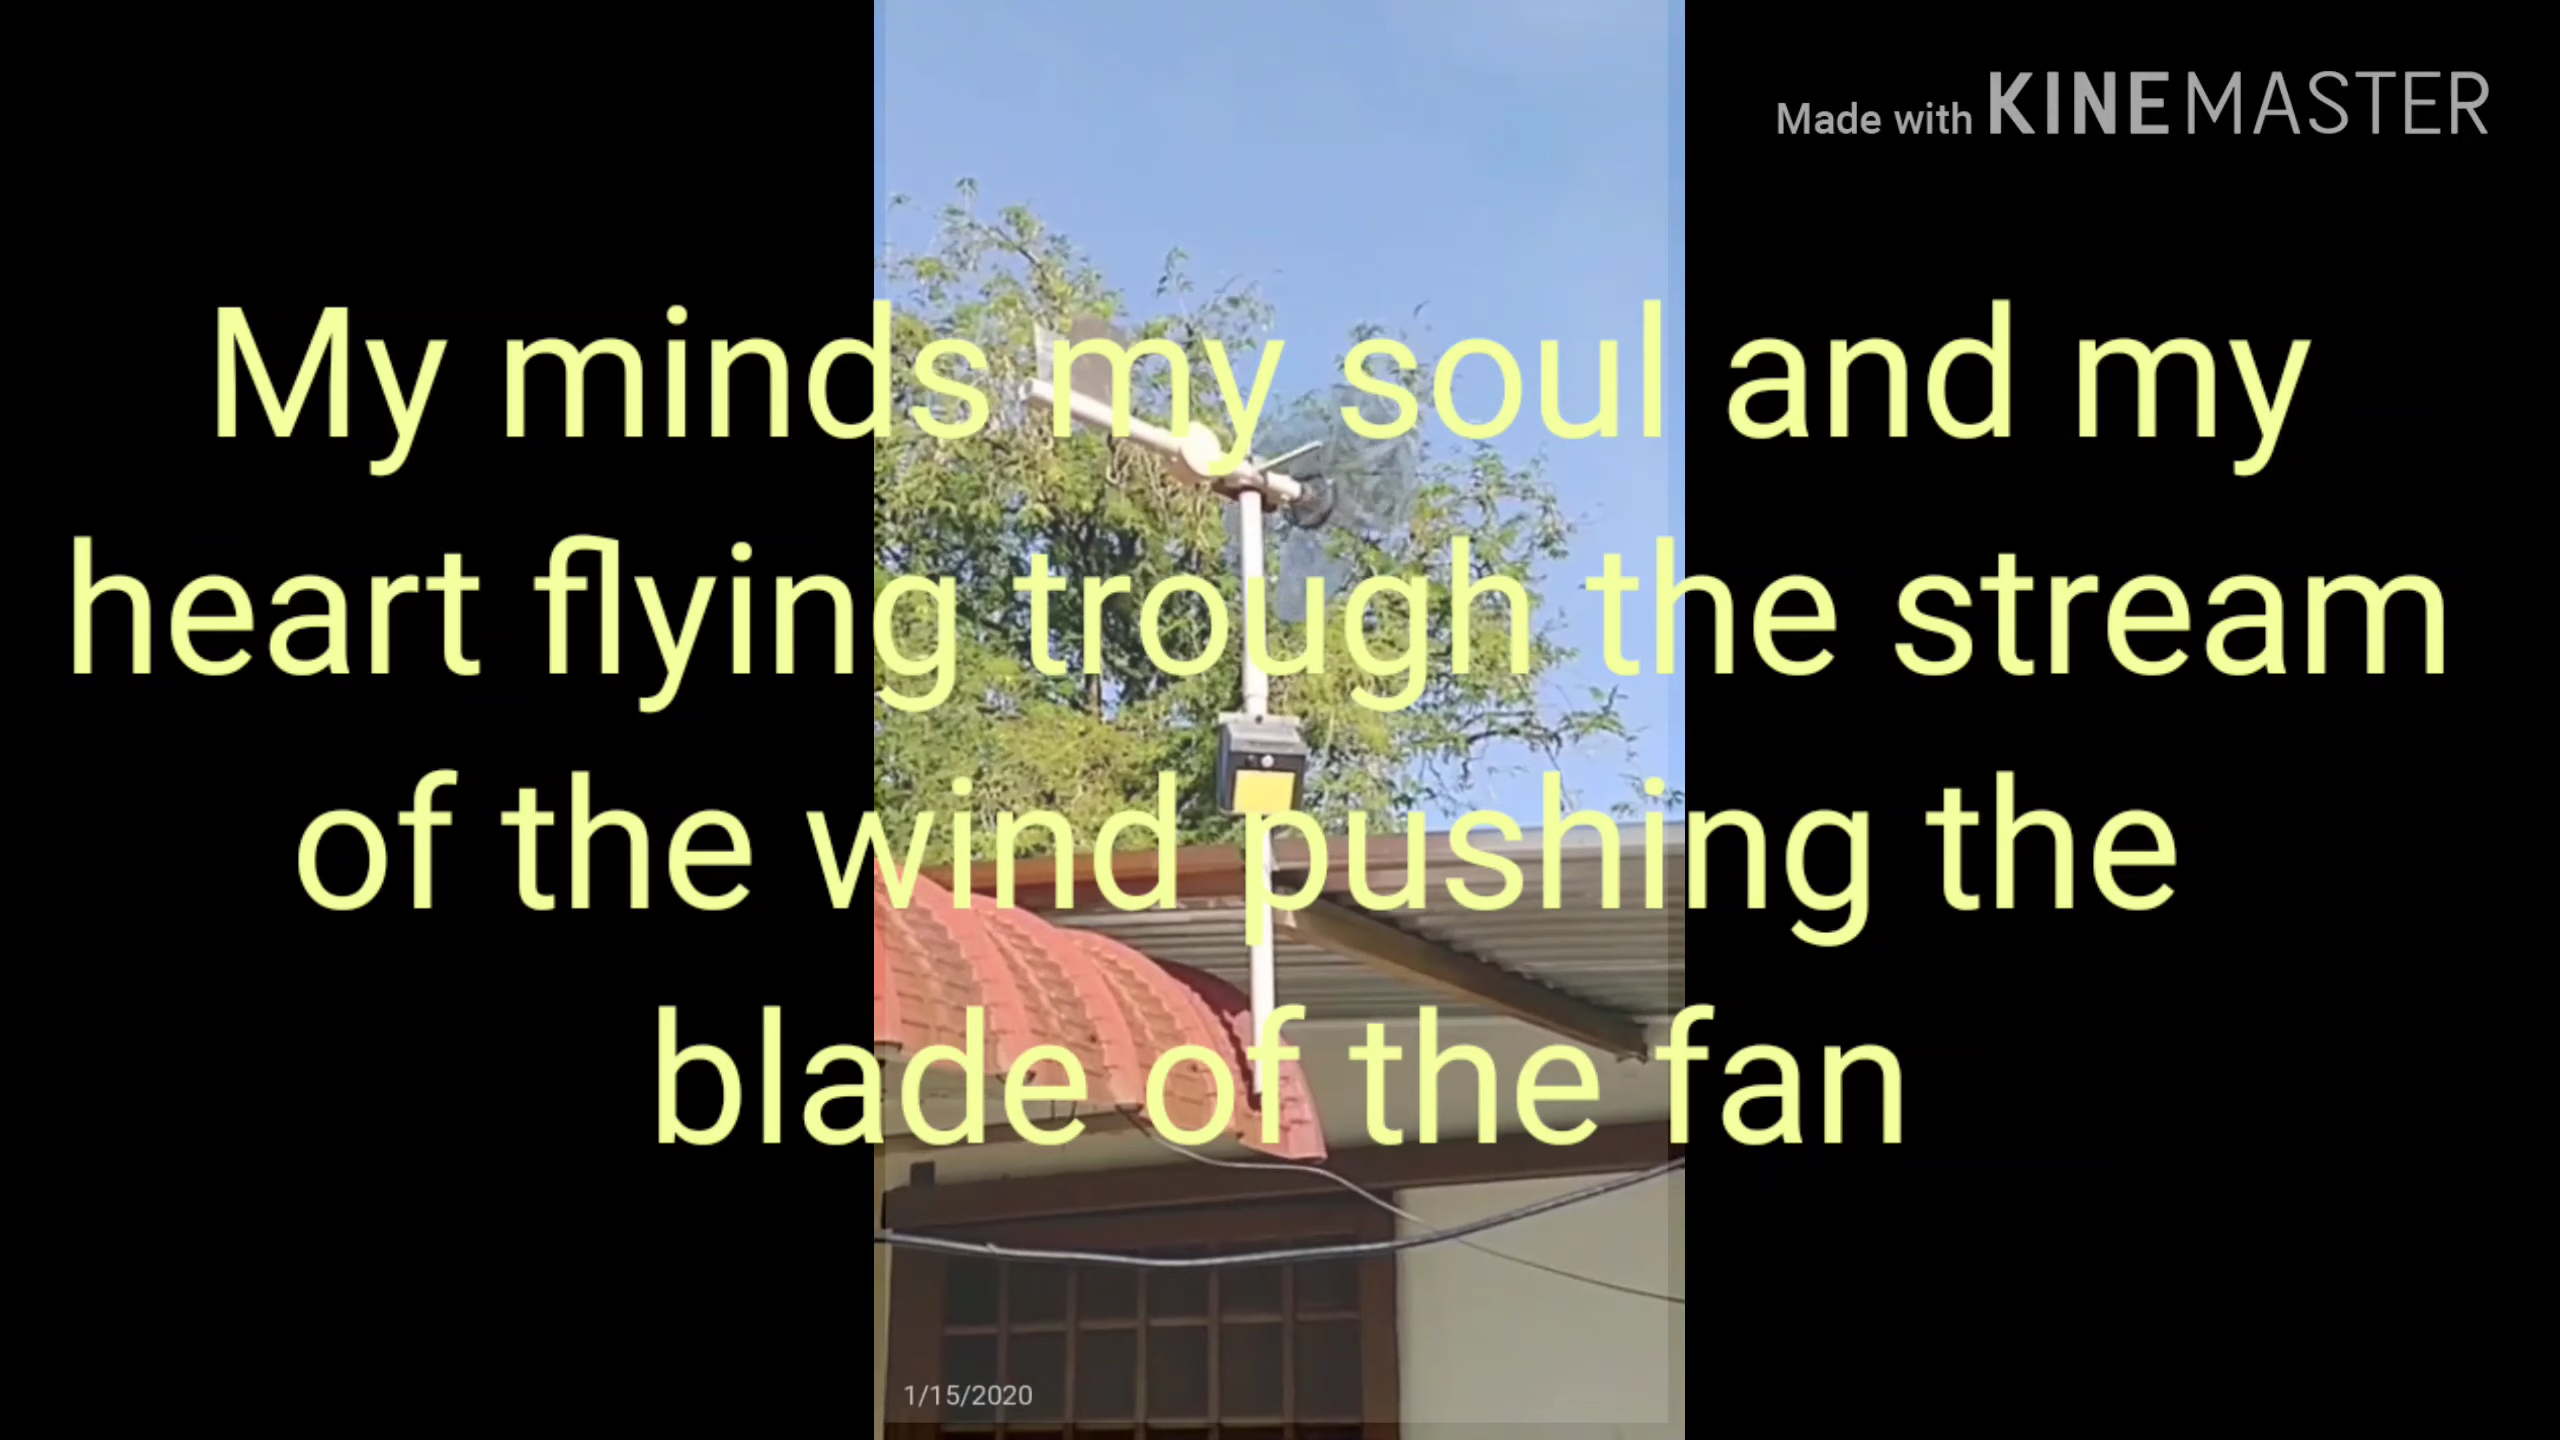 Made with KINEMASTER
My minds my soul and my
heart flying trough the stream
of the wind pushing the
blade of the fan
1/15/2020